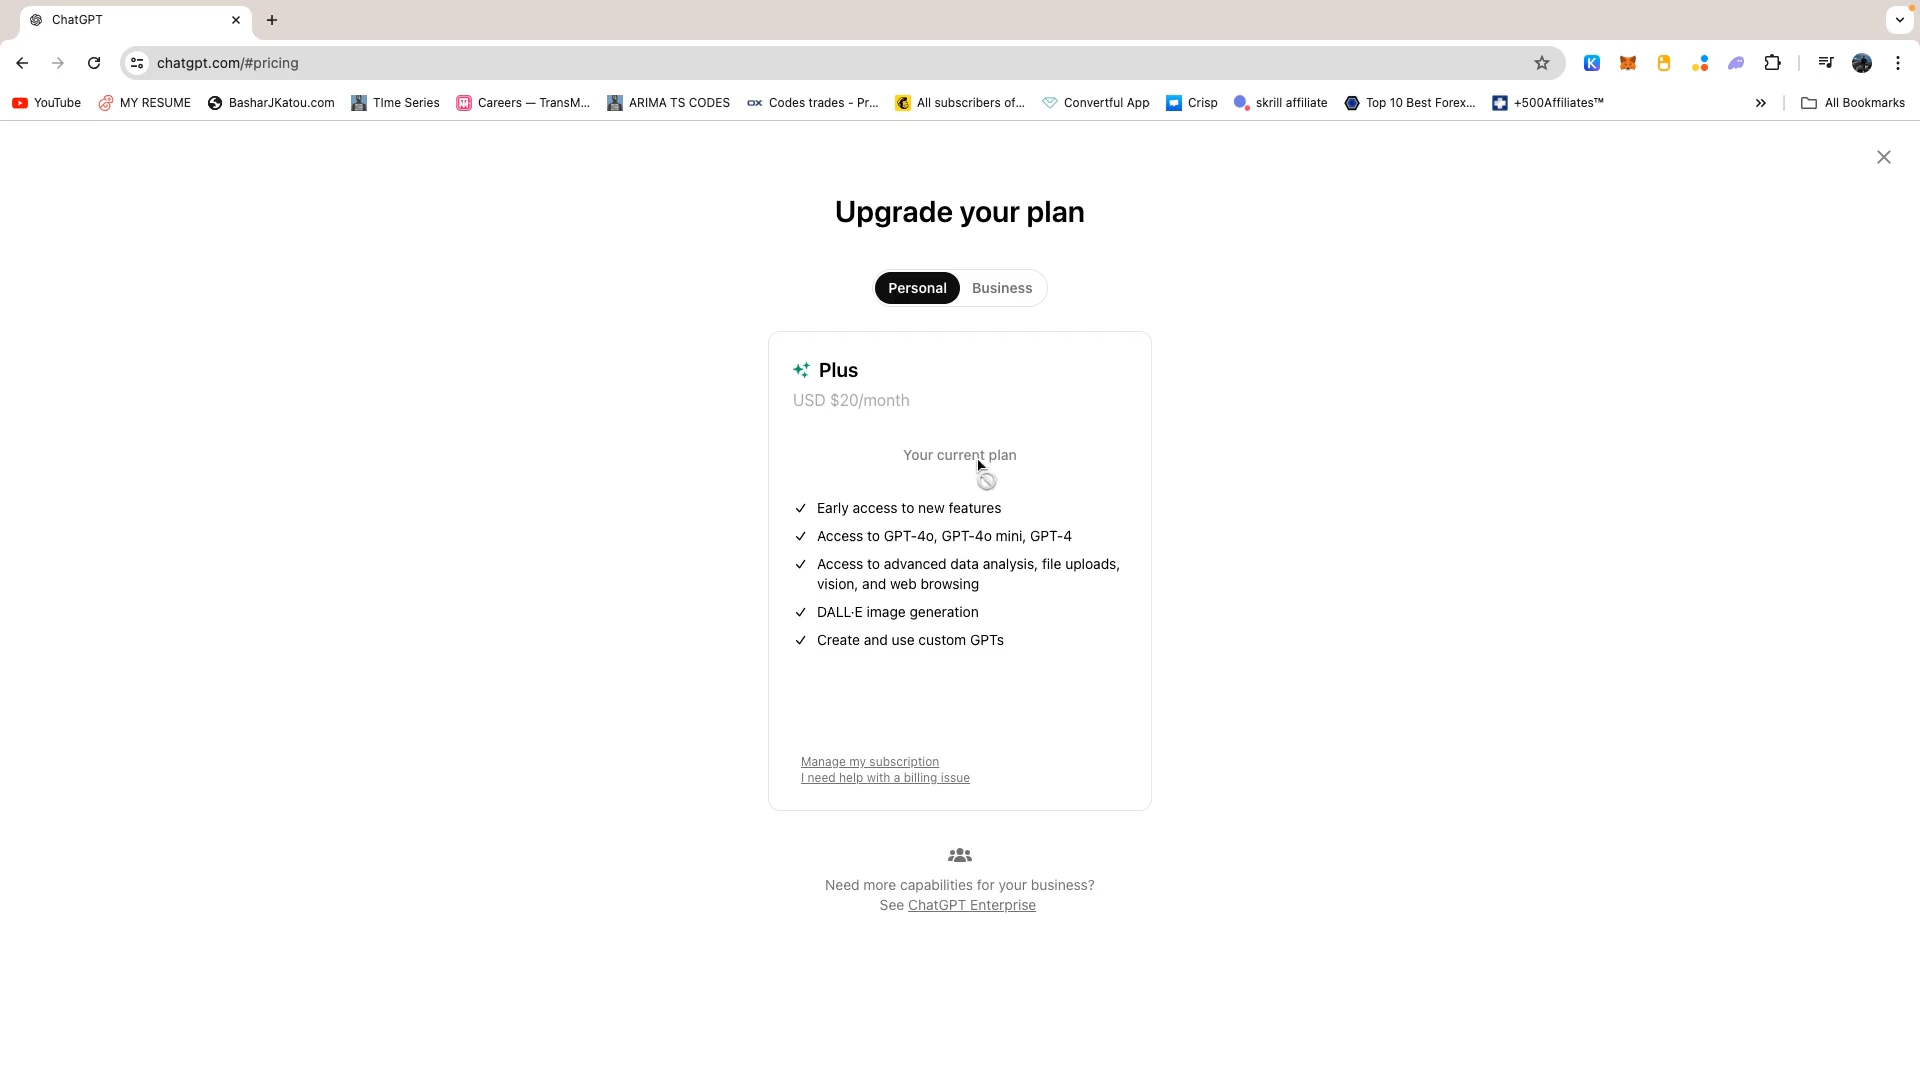 ChatGPT
chatgpt.com/#pricing
YouTube MY RESUME BasharJKatou.com TIme Series Careers — TransM... ARIMA TS CODES Codes trades - Pr... All subscribers of... Convertful App Crisp skrill affiliate Top 10 Best Forex... +500Affiliates™ All Bookmarks
Upgrade your plan
Personal Business
Plus
USD $20/month
Your current plan
Early access to new features
Access to GPT-4o, GPT-4o mini, GPT-4
Access to advanced data analysis, file uploads,
vision, and web browsing
DALL·E image generation
Create and use custom GPTs
Manage my subscription
I need help with a billing issue
Need more capabilities for your business?
See ChatGPT Enterprise